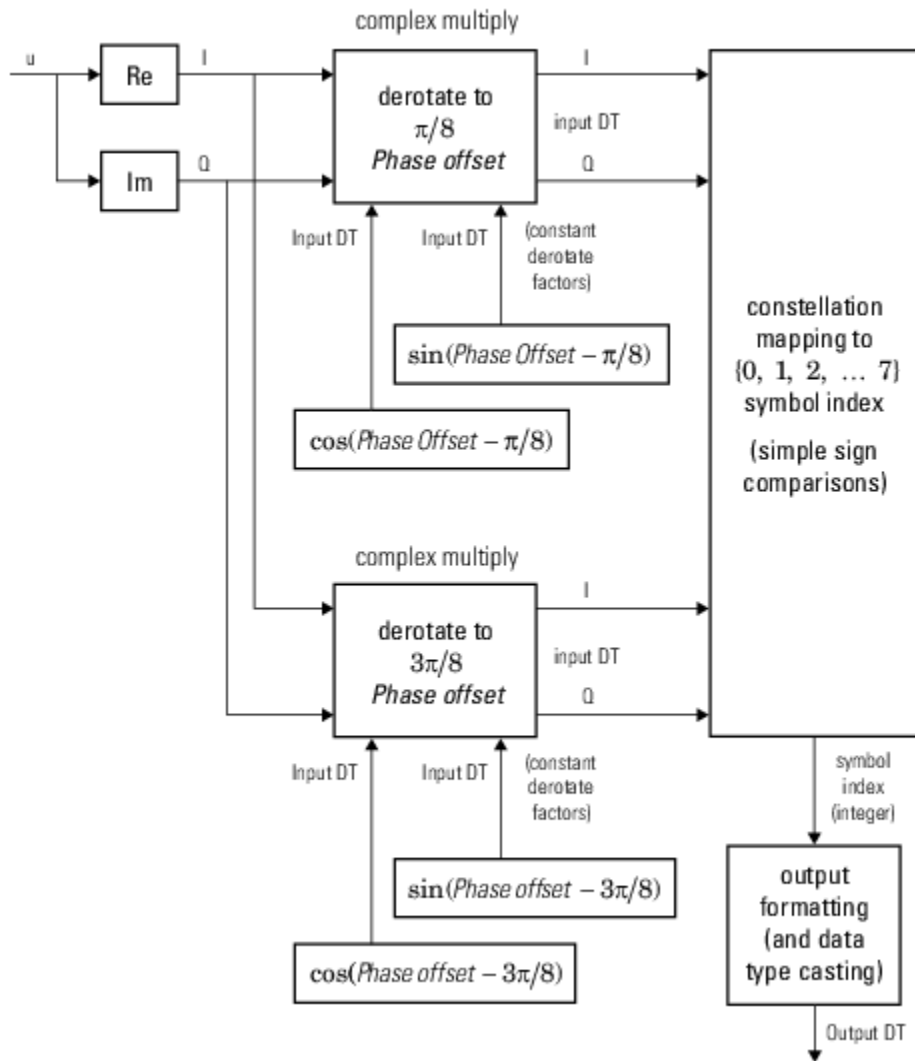 complex multiply
u
Re
I
derotate to
π/8
Phase offset
I
input DT
Q
Im
Q
Input DT
Input DT
(constant
derotate
factors)
sin(Phase Offset – π/8)
cos(Phase Offset – π/8)
constellation
mapping to
{0, 1, 2, … 7}
symbol index
(simple sign
comparisons)
complex multiply
derotate to
3π/8
Phase offset
I
input DT
Q
Input DT
Input DT
(constant
derotate
factors)
sin(Phase offset – 3π/8)
cos(Phase offset – 3π/8)
symbol
index
(integer)
output
formatting
(and data
type casting)
Output DT